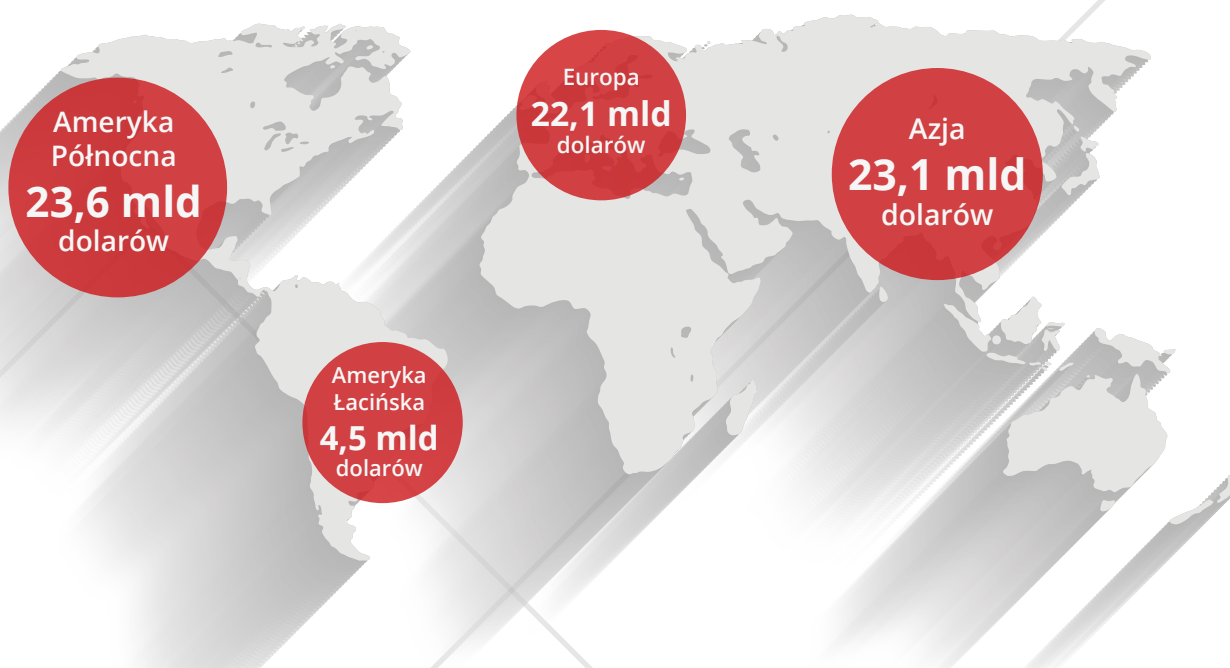 Ameryka
Północna
23,6 mld
dolarów
Europa
22,1 mld
dolarów
Azja
23,1 mld
dolarów
Ameryka
Łacińska
4,5 mld
dolarów